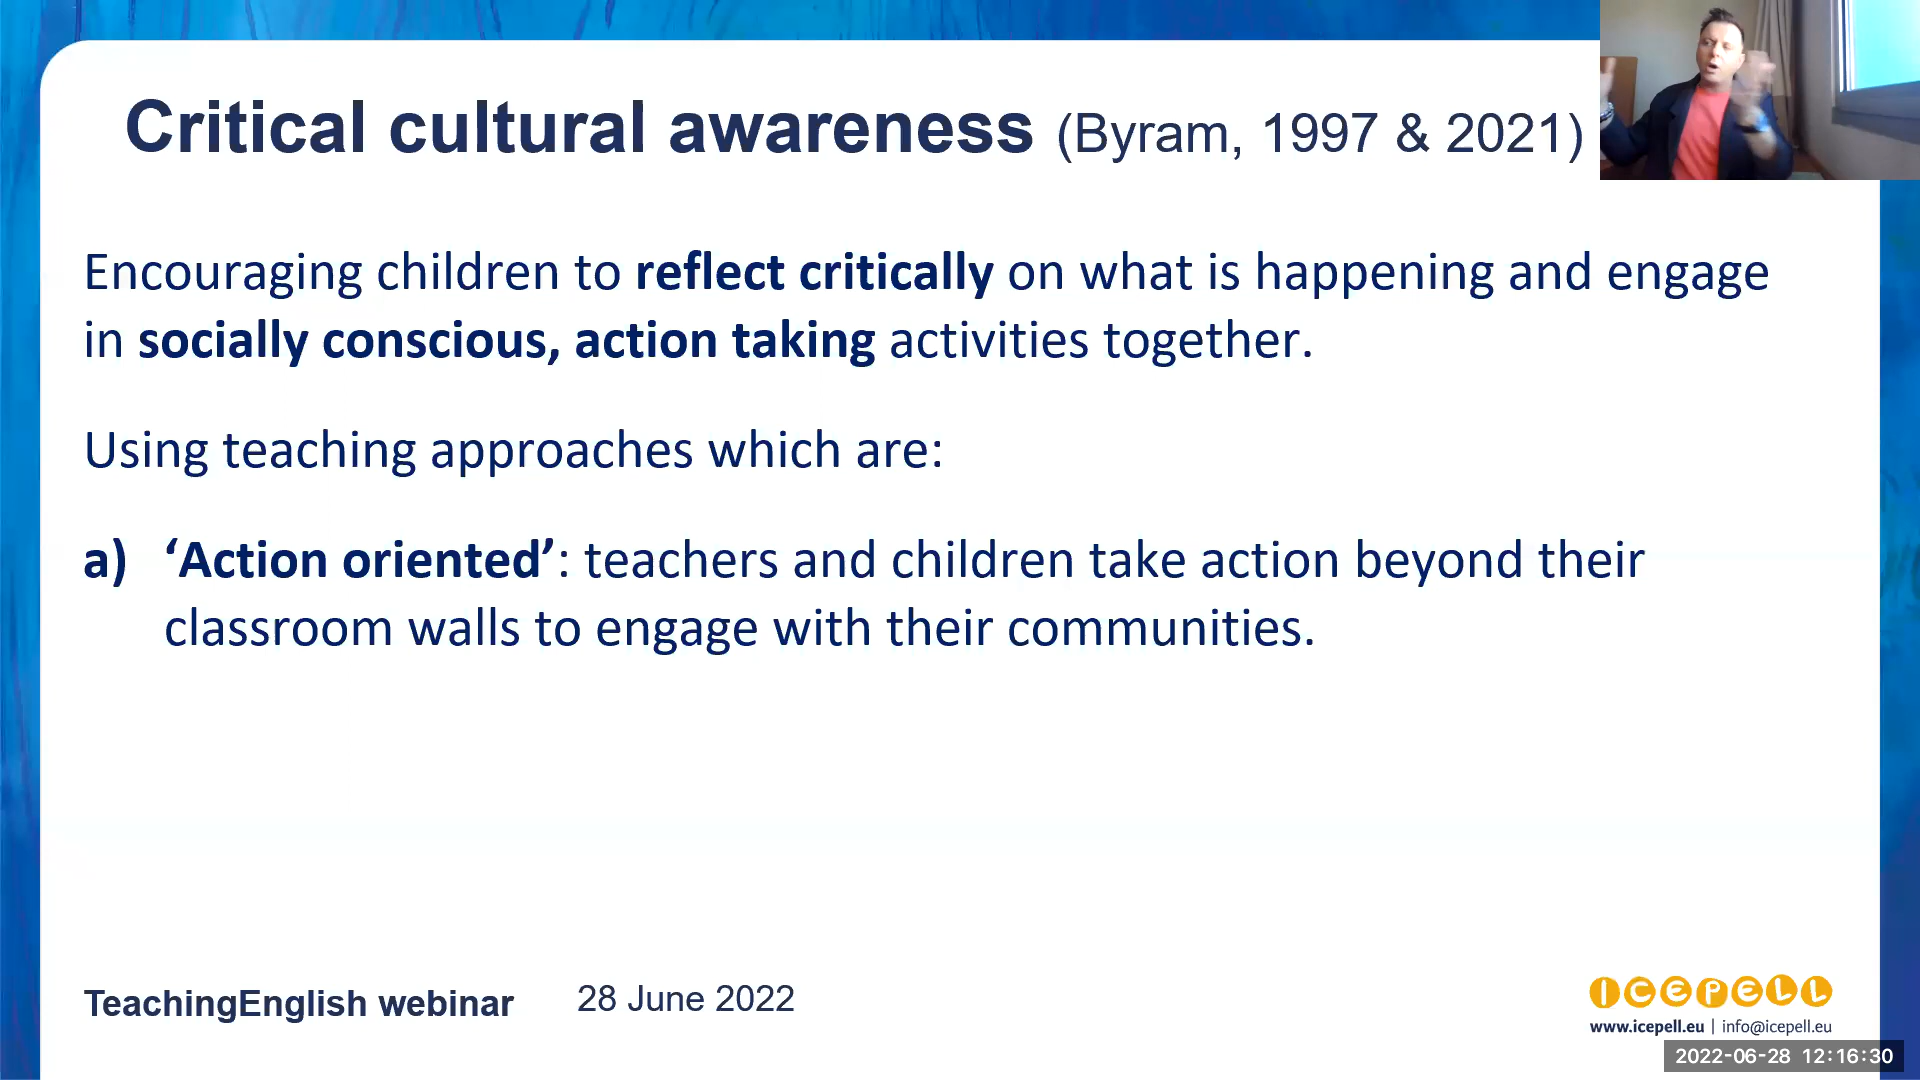 Critical cultural awareness (Byram, 1997 & 2021)
Encouraging children to reflect critically on what is happening and engage
in socially conscious, action taking activities together.
Using teaching approaches which are:
a) ‘Action oriented’: teachers and children take action beyond their
classroom walls to engage with their communities.
TeachingEnglish webinar 28 June 2022
ICEPELL
www.icepell.eu | info@icepell.eu
2022-06-28 12:16:30